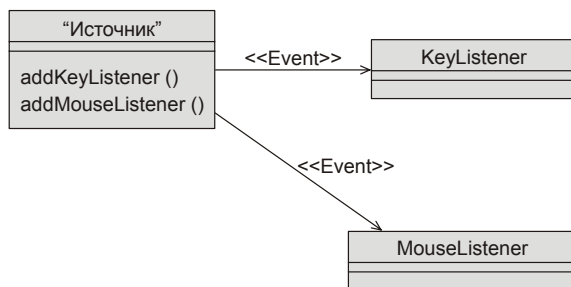 “Источник”
addKeyListener ()
addMouseListener ()
<<Event>>
KeyListener
<<Event>>
MouseListener